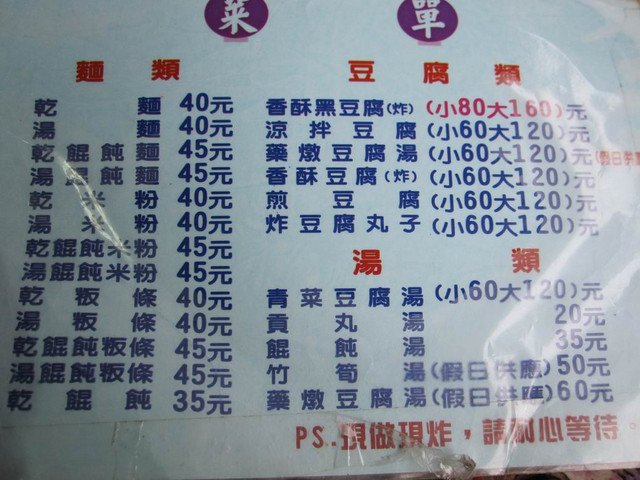 菜單
麵類
乾麵 40元
湯麵 40元
乾餛飩麵 45元
湯餛飩麵 45元
乾米粉 40元
湯米粉 40元
乾餛飩米粉 45元
湯餛飩米粉 45元
乾粄條 40元
湯粄條 40元
乾餛飩粄條 45元
湯餛飩粄條 45元
乾餛飩 35元
豆腐類
香酥黑豆腐(炸) (小80大160)元
涼拌豆腐 (小60大120)元
藥燉豆腐湯 (小60大120)元(假日供應
香酥豆腐(炸) (小60大120)元
煎豆腐 (小60大120)元
炸豆腐丸子 (小60大120)元
湯類
青菜豆腐湯 (小60大120)元
貢丸湯 20元
餛飩湯 35元
竹筍湯(假日供應)50元
藥燉豆腐湯(假日供應)60元
PS.現做現炸，請耐心等待。